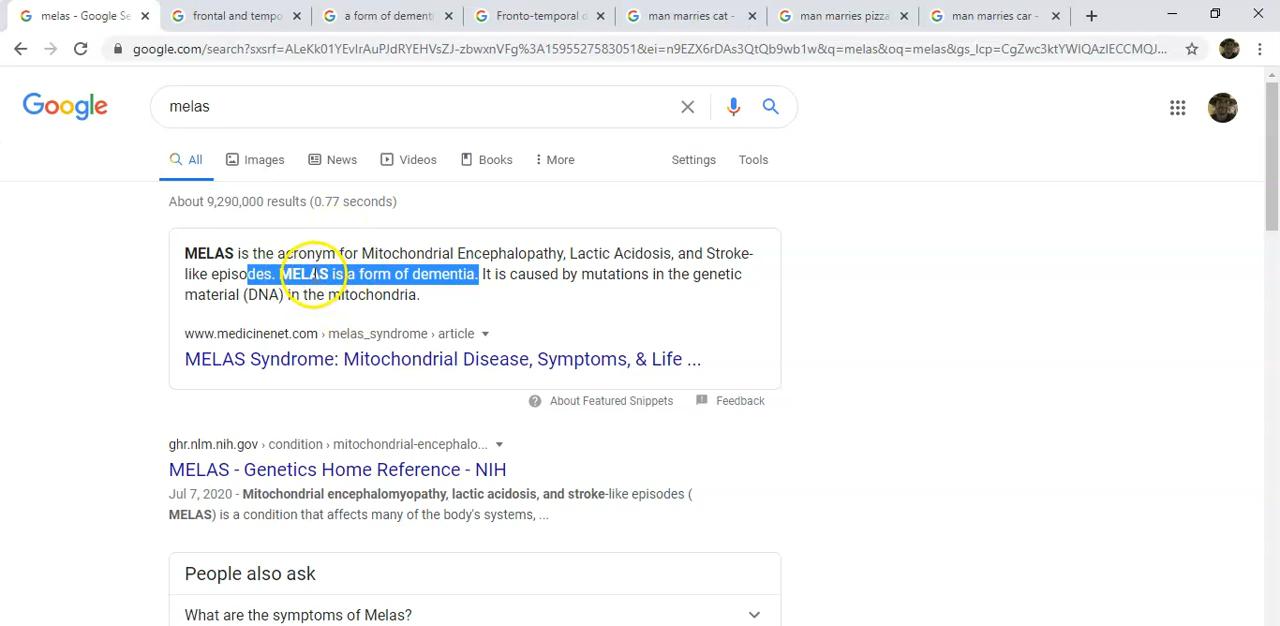 melas - Google Se
frontal and tempo
a form of dement
Fronto-temporal d
man marries cat -
man marries pizza
man marries car -
google.com/search?sxsrf=ALeKk01YEvIrAuPJdRYEHVsZJ-zbwxnVFg%3A1595527583051&ei=n9EZX6rDAs3QtQb9wb1w&q=melas&oq=melas&gs_lcp=CgZwc3ktYWIQAzIECCMQJ...
Google
melas
All
Images
News
Videos
Books
More
Settings
Tools
About 9,290,000 results (0.77 seconds)
MELAS is the acronym for Mitochondrial Encephalopathy, Lactic Acidosis, and Stroke-
like episodes. MELAS is a form of dementia. It is caused by mutations in the genetic
material (DNA) in the mitochondria.
www.medicinenet.com › melas_syndrome › article
MELAS Syndrome: Mitochondrial Disease, Symptoms, & Life ...
About Featured Snippets
Feedback
ghr.nlm.nih.gov › condition › mitochondrial-encephalo...
MELAS - Genetics Home Reference - NIH
Jul 7, 2020 - Mitochondrial encephalomyopathy, lactic acidosis, and stroke-like episodes (
MELAS) is a condition that affects many of the body's systems, ...
People also ask
What are the symptoms of Melas?